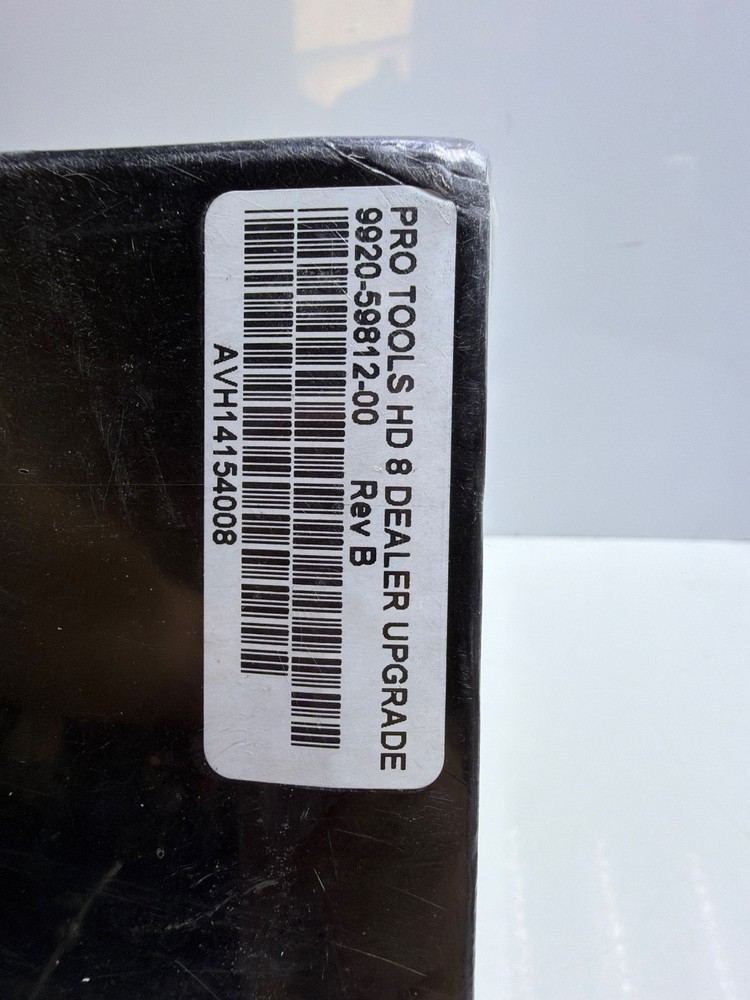 PRO TOOLS HD 8 DEALER UPGRADE
9920-59812-00 Rev B
AVH14154008